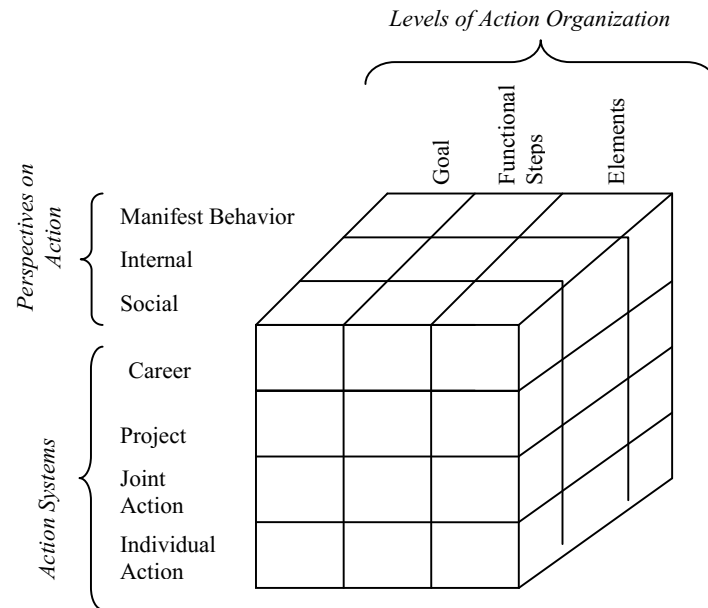 Levels of Action Organization
Goal
Functional
Steps
Elements
Perspectives on
Action
Manifest Behavior
Internal
Social
Action Systems
Career
Project
Joint
Action
Individual
Action